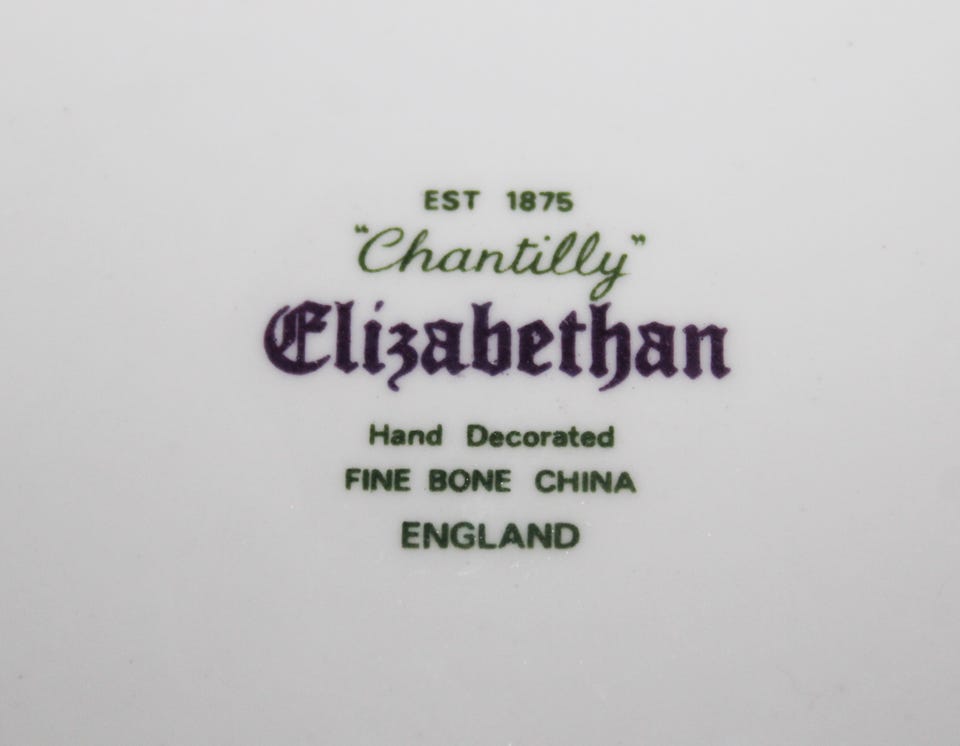 EST 1875
"Chantilly"
Elizabethan
Hand Decorated
FINE BONE CHINA
ENGLAND